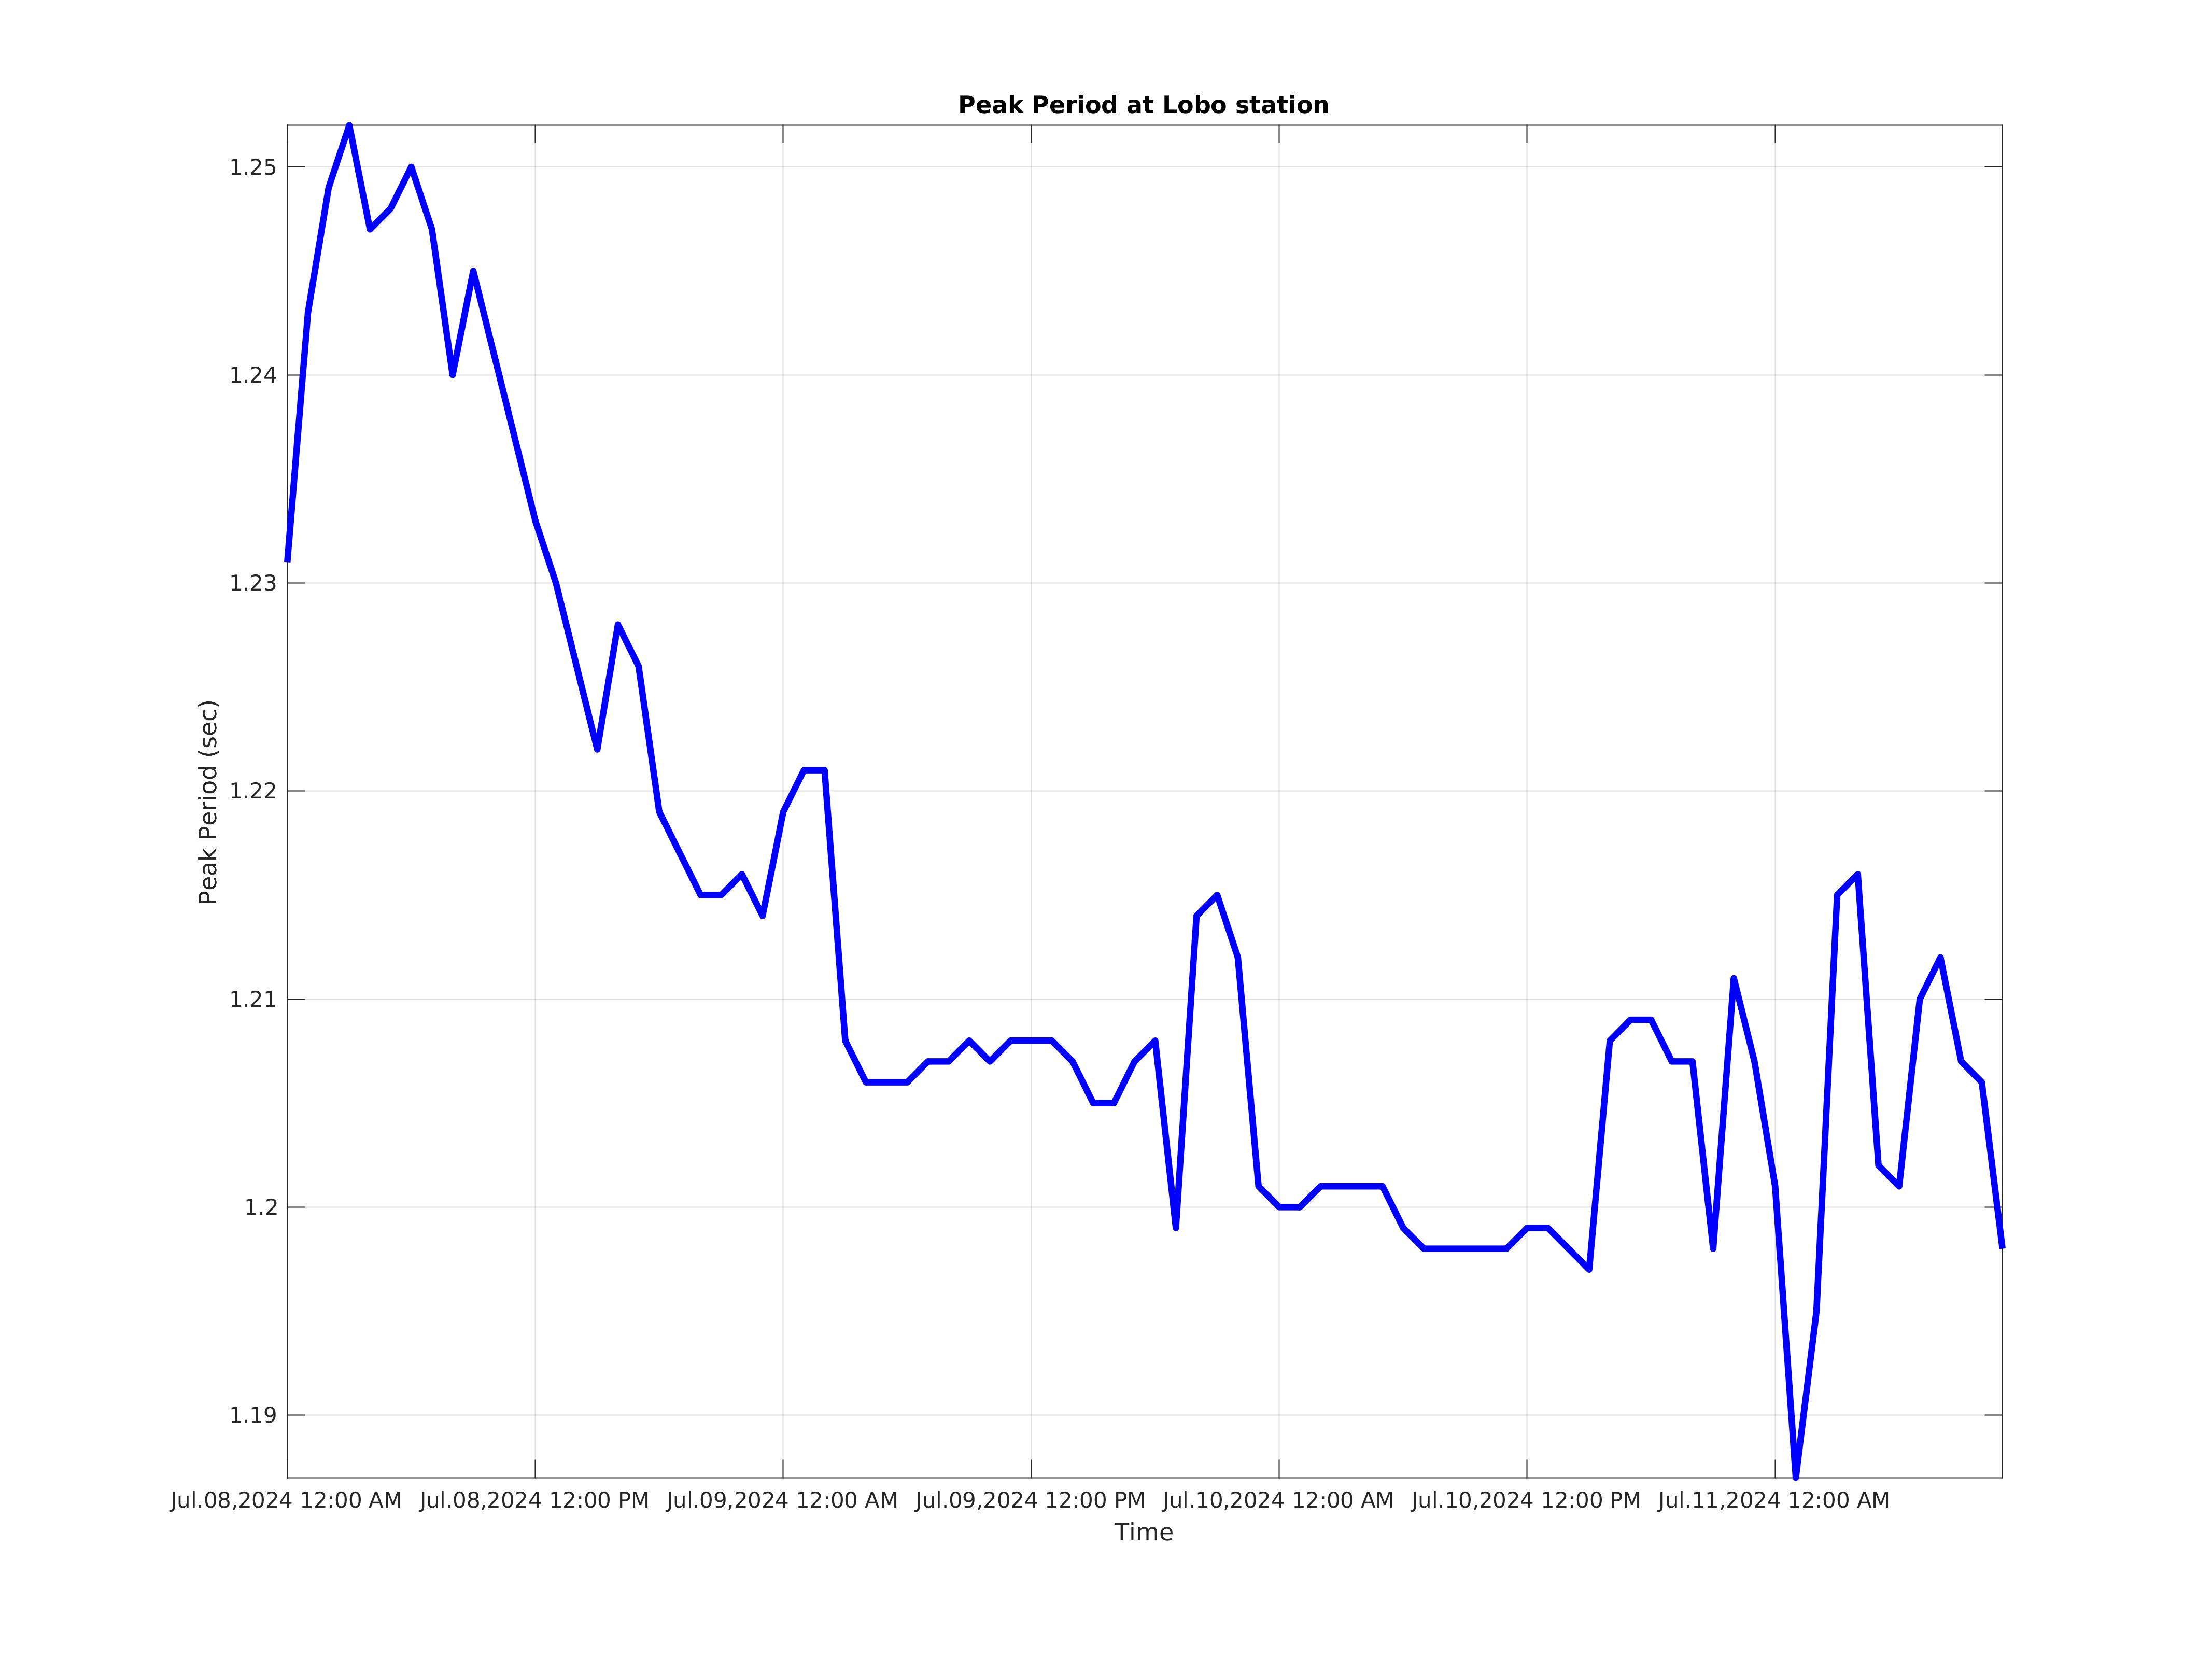 Peak Period at Lobo station
1.25
1.24
1.23
1.22
1.21
1.2
1.19
Peak Period (sec)
Jul.08,2024 12:00 AM Jul.08,2024 12:00 PM Jul.09,2024 12:00 AM Jul.09,2024 12:00 PM Jul.10,2024 12:00 AM Jul.10,2024 12:00 PM Jul.11,2024 12:00 AM
Time